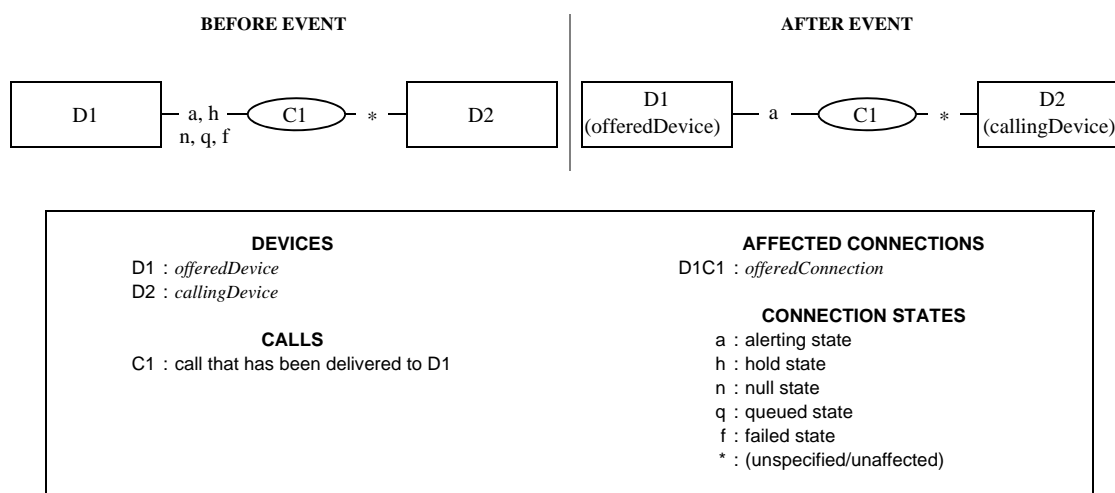 BEFORE EVENT
AFTER EVENT
D1
a, h
n, q, f
C1
*
D2
D1
(offeredDevice)
a
C1
*
D2
(callingDevice)
DEVICES
D1 : offeredDevice
D2 : callingDevice
CALLS
C1 : call that has been delivered to D1
AFFECTED CONNECTIONS
D1C1 : offeredConnection
CONNECTION STATES
a : alerting state
h : hold state
n : null state
q : queued state
f : failed state
* : (unspecified/unaffected)